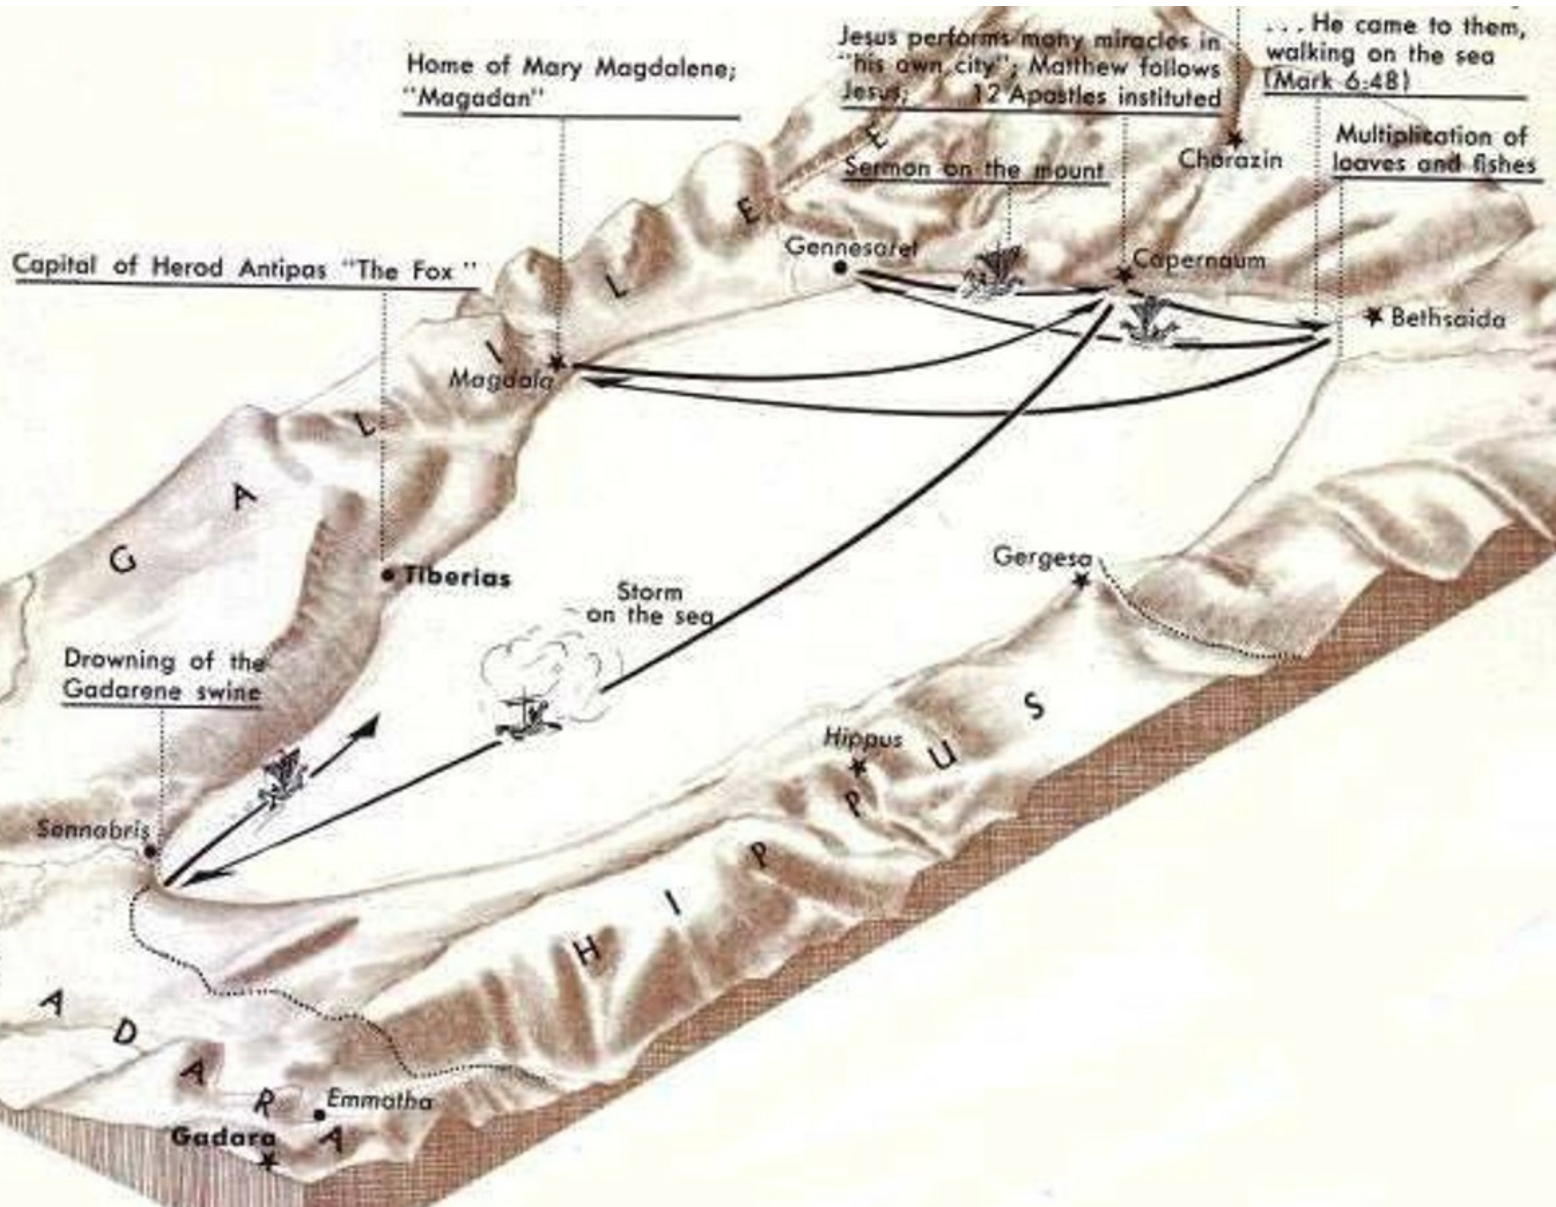 ... He came to them,
walking on the sea
(Mark 6:48)
Jesus performs many miracles in
"his own city"; Matthew follows
Jesus; 12 Apostles instituted
Home of Mary Magdalene;
"Magadan"
Multiplication of
loaves and fishes
Chorazin
Sermon on the mount
Gennesaret
Capernaum
Bethsaida
Capital of Herod Antipas "The Fox"
Magdala
GALILEE
Tiberias
Gergesa
Storm
on the sea
Drowning of the
Gadarene swine
Hippus
Sennabris
HIPPUS
ADARA
Emmatha
Gadara